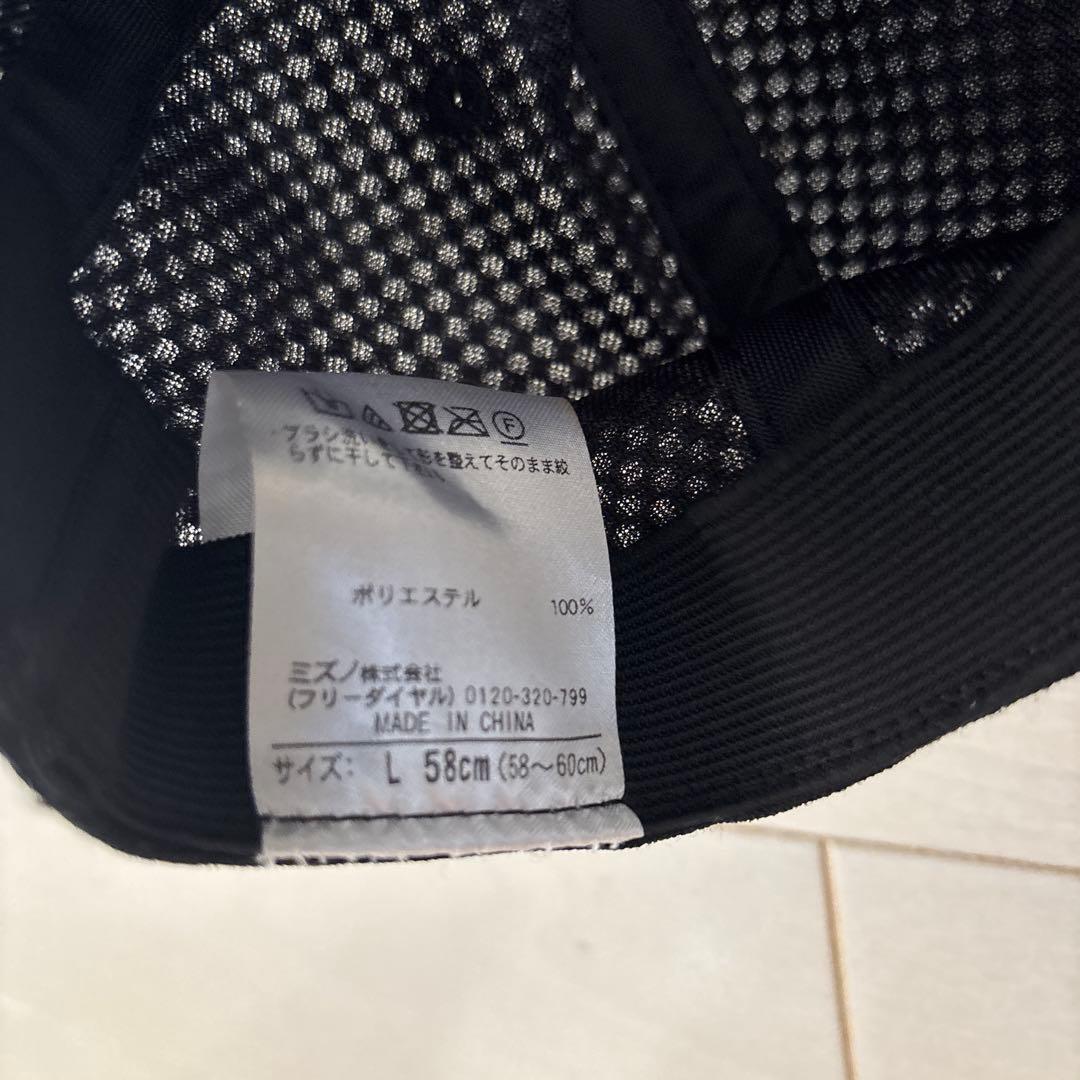 F
ブラシ洗い
らずに干して 形を整えてそのまま絞
ポリエステル 100%
ミズノ株式会社
(フリーダイヤル) 0120-320-799
MADE IN CHINA
サイズ: L 58cm (58～60cm)